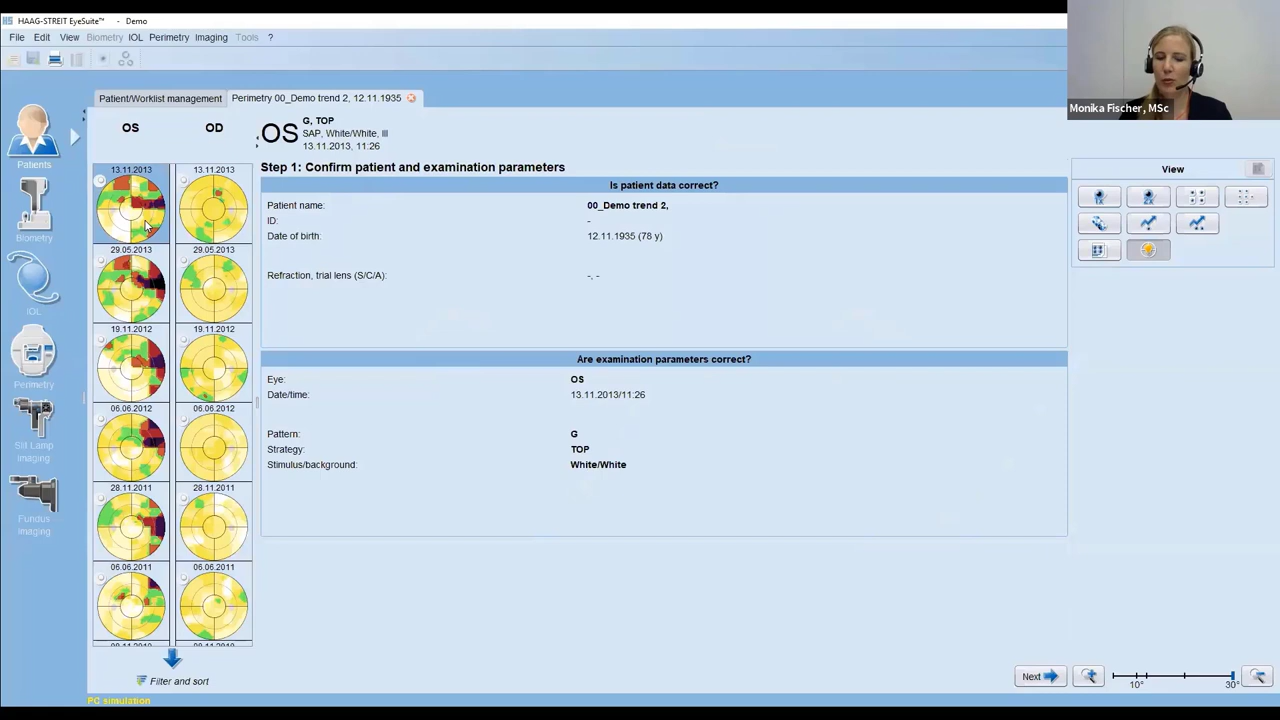 HAAG-STREIT EyeSuite™ - Demo
File Edit View Biometry IOL Perimetry Imaging Tools ?
Monika Fischer, MSc
Patient/Worklist management Perimetry 00_Demo trend 2, 12.11.1935
OS OD
OS
G, TOP
SAP, White/White, III
13.11.2013, 11:26
Patients
Biometry
IOL
Perimetry
Slit Lamp
Imaging
Fundus
Imaging
13.11.2013 13.11.2013
29.05.2013 29.05.2013
19.11.2012 19.11.2012
06.06.2012 06.06.2012
28.11.2011 28.11.2011
06.06.2011 06.06.2011
Filter and sort
Step 1: Confirm patient and examination parameters
Is patient data correct?
Patient name: 00_Demo trend 2,
ID: -
Date of birth: 12.11.1935 (78 y)
Refraction, trial lens (S/C/A): -, -
Are examination parameters correct?
Eye: OS
Date/time: 13.11.2013/11:26
Pattern: G
Strategy: TOP
Stimulus/background: White/White
View
Next
10° 30°
PC simulation